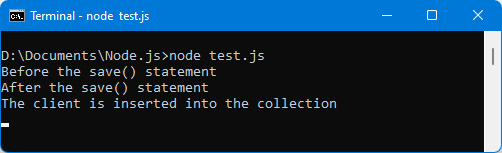 Terminal - node test.js
D:\Documents\Node.js>node test.js
Before the save() statement
After the save() statement
The client is inserted into the collection